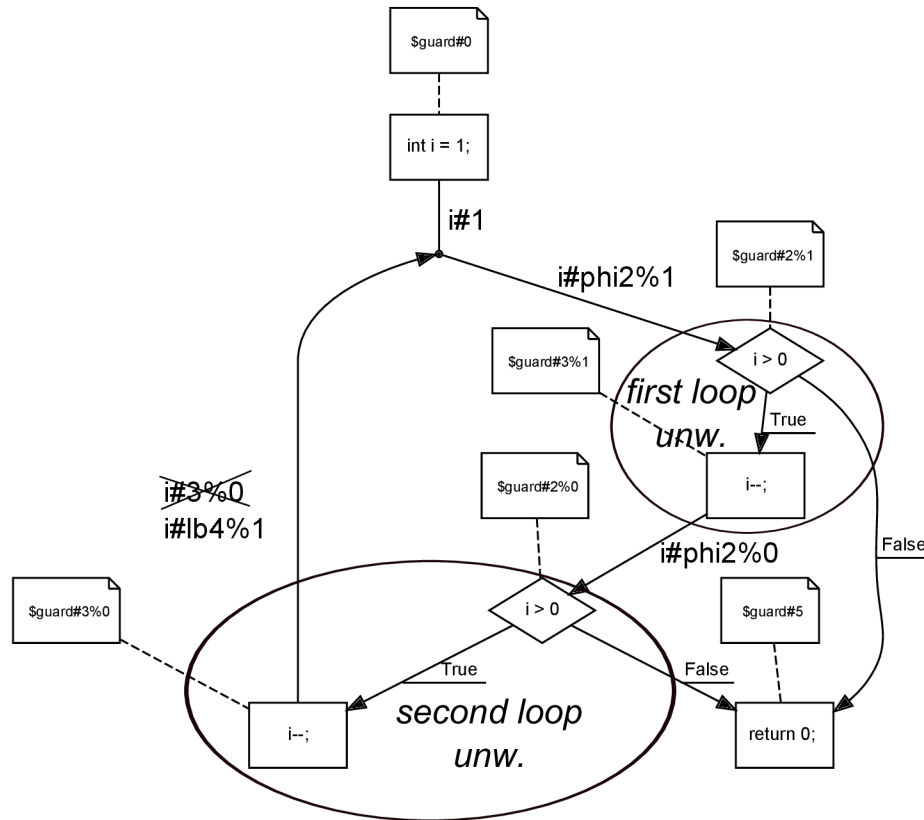 $guard#0
int i = 1;
i#1
$guard#2%1
i#phi2%1
$guard#3%1
i > 0
first loop
unw.
True
i--;
i#3%0
i#lb4%1
$guard#2%0
i#phi2%0
False
$guard#3%0
i > 0
$guard#5
True
False
second loop
unw.
i--;
return 0;